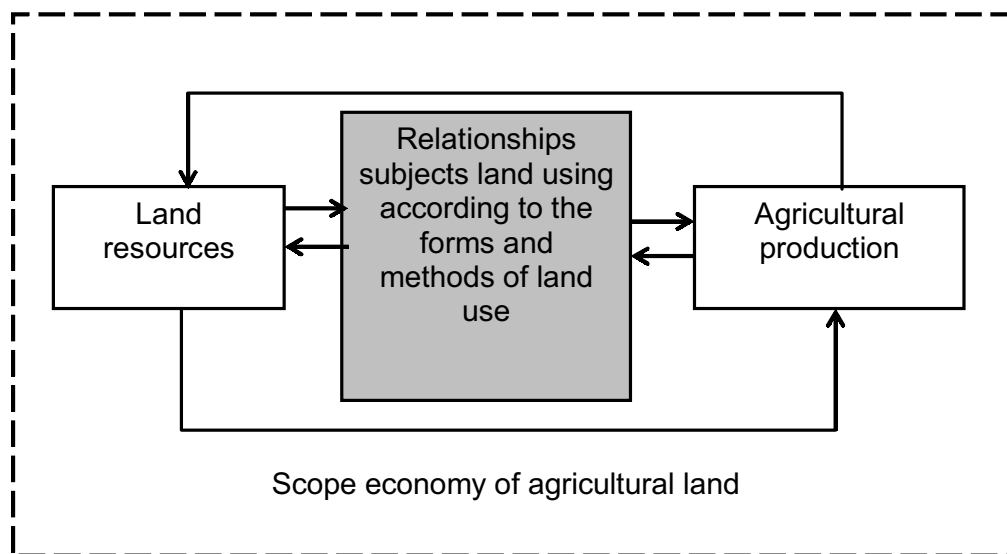 Relationships
subjects land using
according to the
forms and
methods of land
use
Land
resources
Agricultural
production
Scope economy of agricultural land